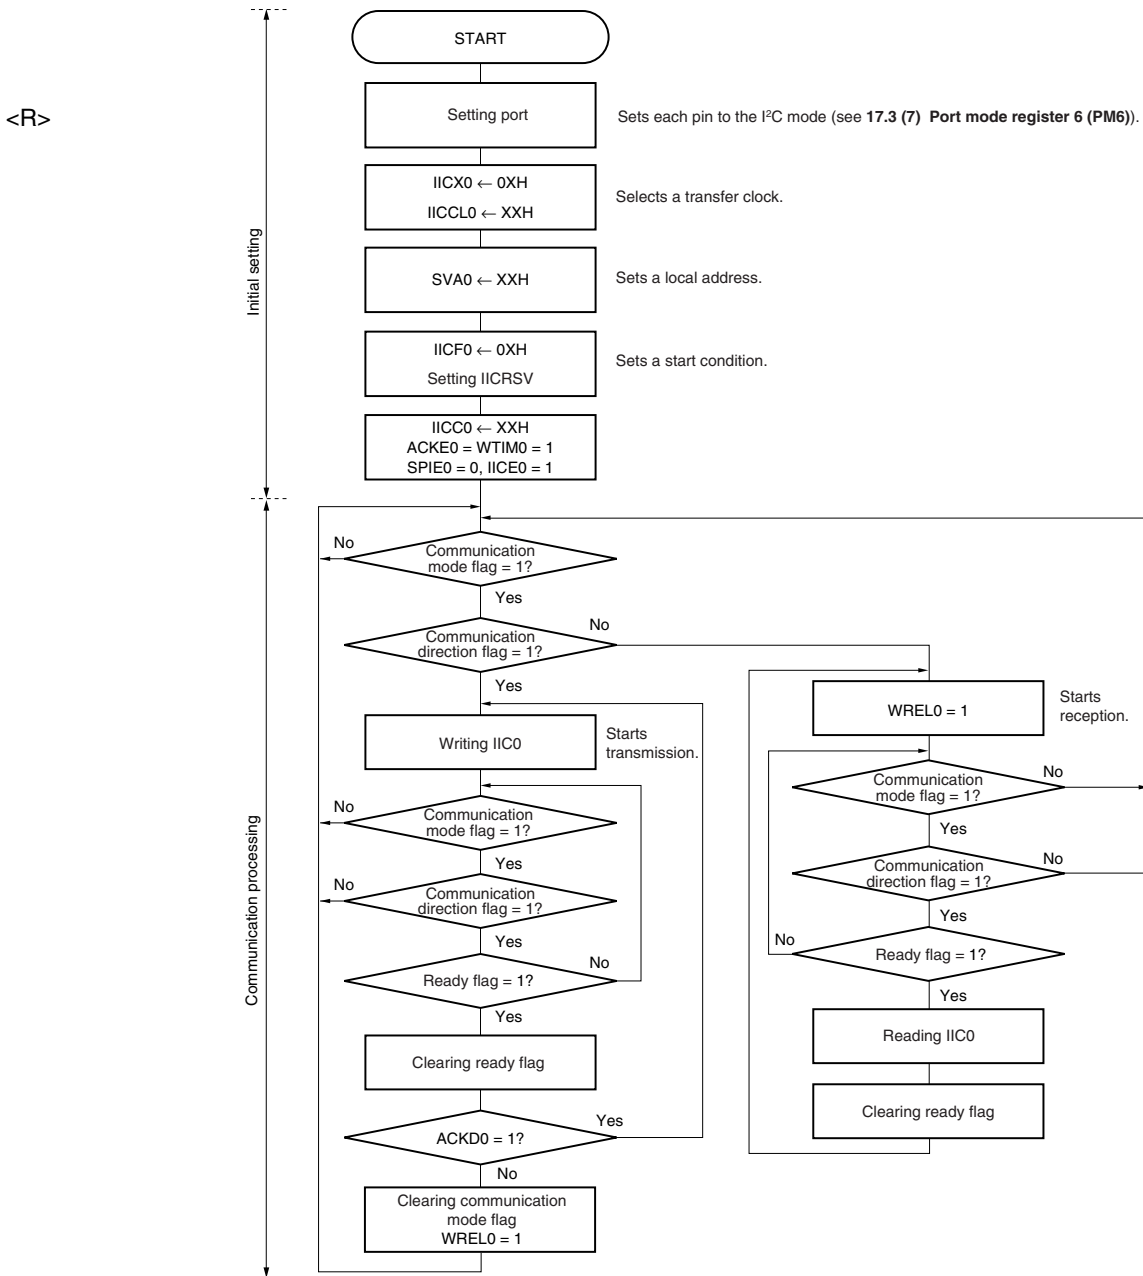 START
<R>
Setting port
Sets each pin to the I²C mode (see 17.3 (7) Port mode register 6 (PM6)).
IICX0 ← 0XH
IICCL0 ← XXH
Selects a transfer clock.
Initial setting
SVA0 ← XXH
Sets a local address.
IICF0 ← 0XH
Setting IICRSV
Sets a start condition.
IICC0 ← XXH
ACKE0 = WTIM0 = 1
SPIE0 = 0, IICE0 = 1
Communication processing
No
Communication
mode flag = 1?
Yes
Communication
direction flag = 1?
No
Yes
Writing IIC0
Starts
transmission.
No
Communication
mode flag = 1?
Yes
No
Communication
direction flag = 1?
Yes
Ready flag = 1?
No
Yes
Clearing ready flag
ACKD0 = 1?
Yes
No
Clearing communication
mode flag
WREL0 = 1
WREL0 = 1
Starts
reception.
Communication
mode flag = 1?
No
Yes
Communication
direction flag = 1?
No
Yes
No
Ready flag = 1?
Yes
Reading IIC0
Clearing ready flag